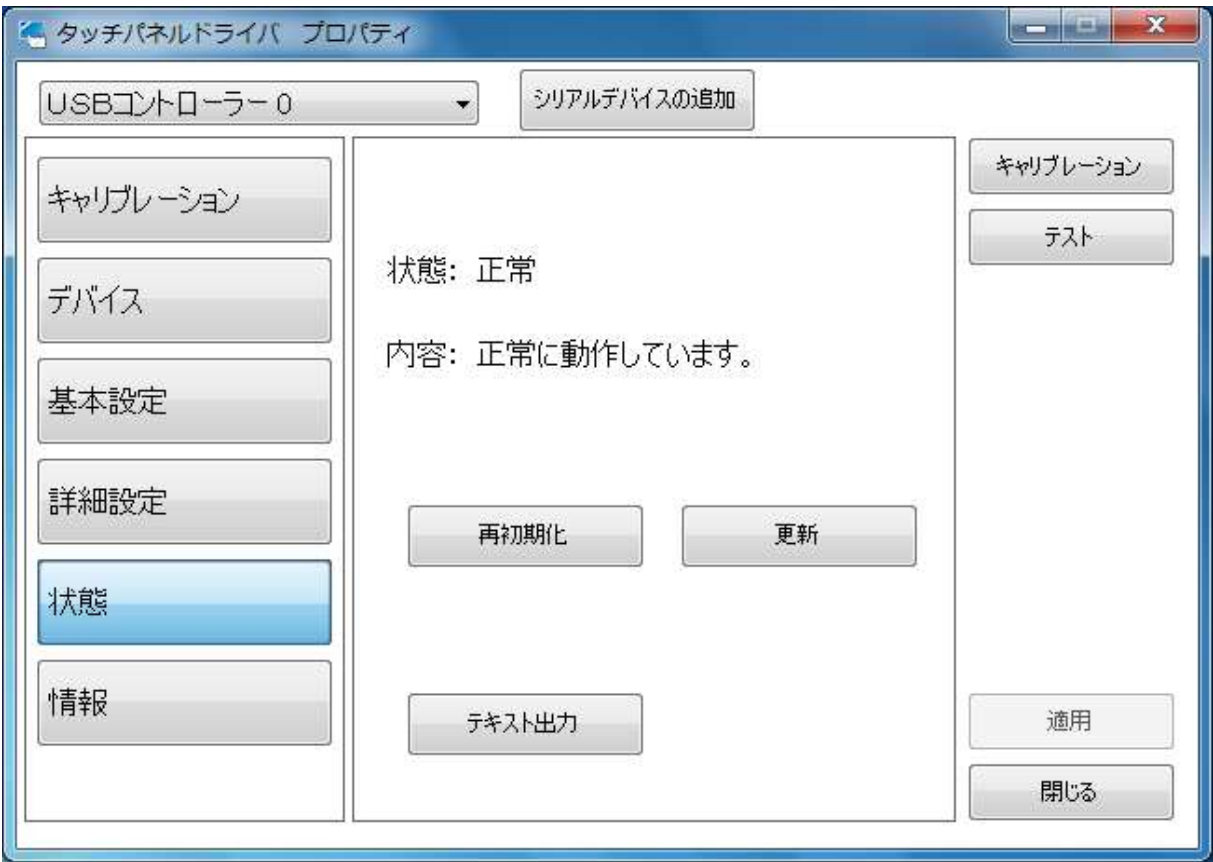 タッチパネルドライバ プロパティ
USBコントローラー0
シリアルデバイスの追加
キャリブレーション
デバイス
基本設定
詳細設定
状態
情報
状態: 正常
内容: 正常に動作しています。
再初期化
更新
テキスト出力
キャリブレーション
テスト
適用
閉じる